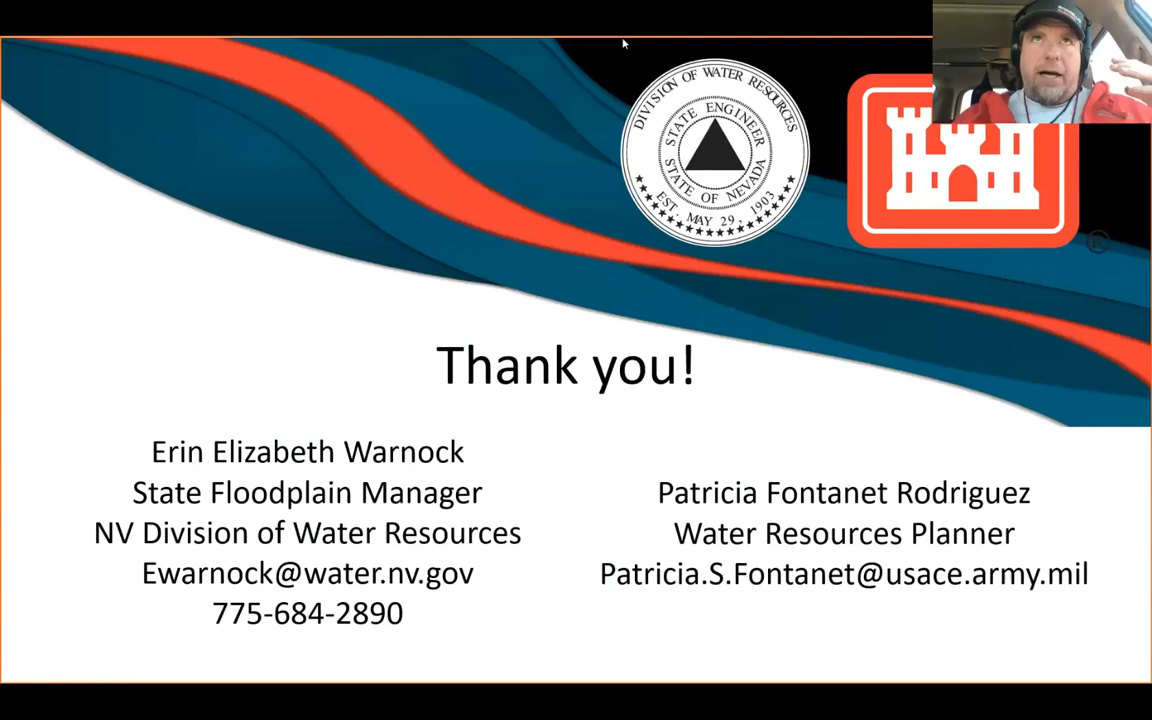 DIVISION OF WATER RESOURCES
STATE ENGINEER
STATE OF NEVADA
EST. MAY 29, 1903
Thank you!
Erin Elizabeth Warnock
State Floodplain Manager
NV Division of Water Resources
Ewarnock@water.nv.gov
775-684-2890
Patricia Fontanet Rodriguez
Water Resources Planner
Patricia.S.Fontanet@usace.army.mil